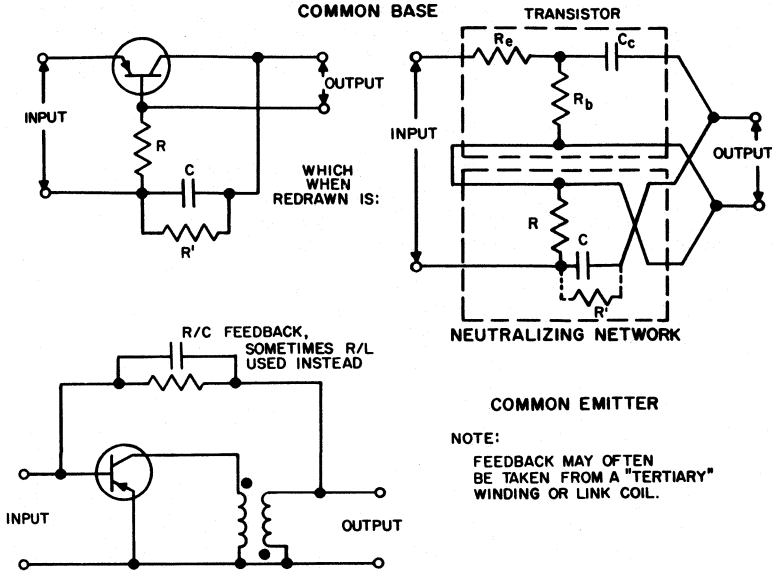 COMMON BASE
TRANSISTOR
Re
Cc
Rb
INPUT
OUTPUT
R
C
R'
WHICH
WHEN
REDRAWN IS:
INPUT
OUTPUT
R
C
R'
NEUTRALIZING NETWORK
R/C FEEDBACK,
SOMETIMES R/L
USED INSTEAD
INPUT
OUTPUT
COMMON EMITTER
NOTE:
FEEDBACK MAY OFTEN
BE TAKEN FROM A "TERTIARY"
WINDING OR LINK COIL.